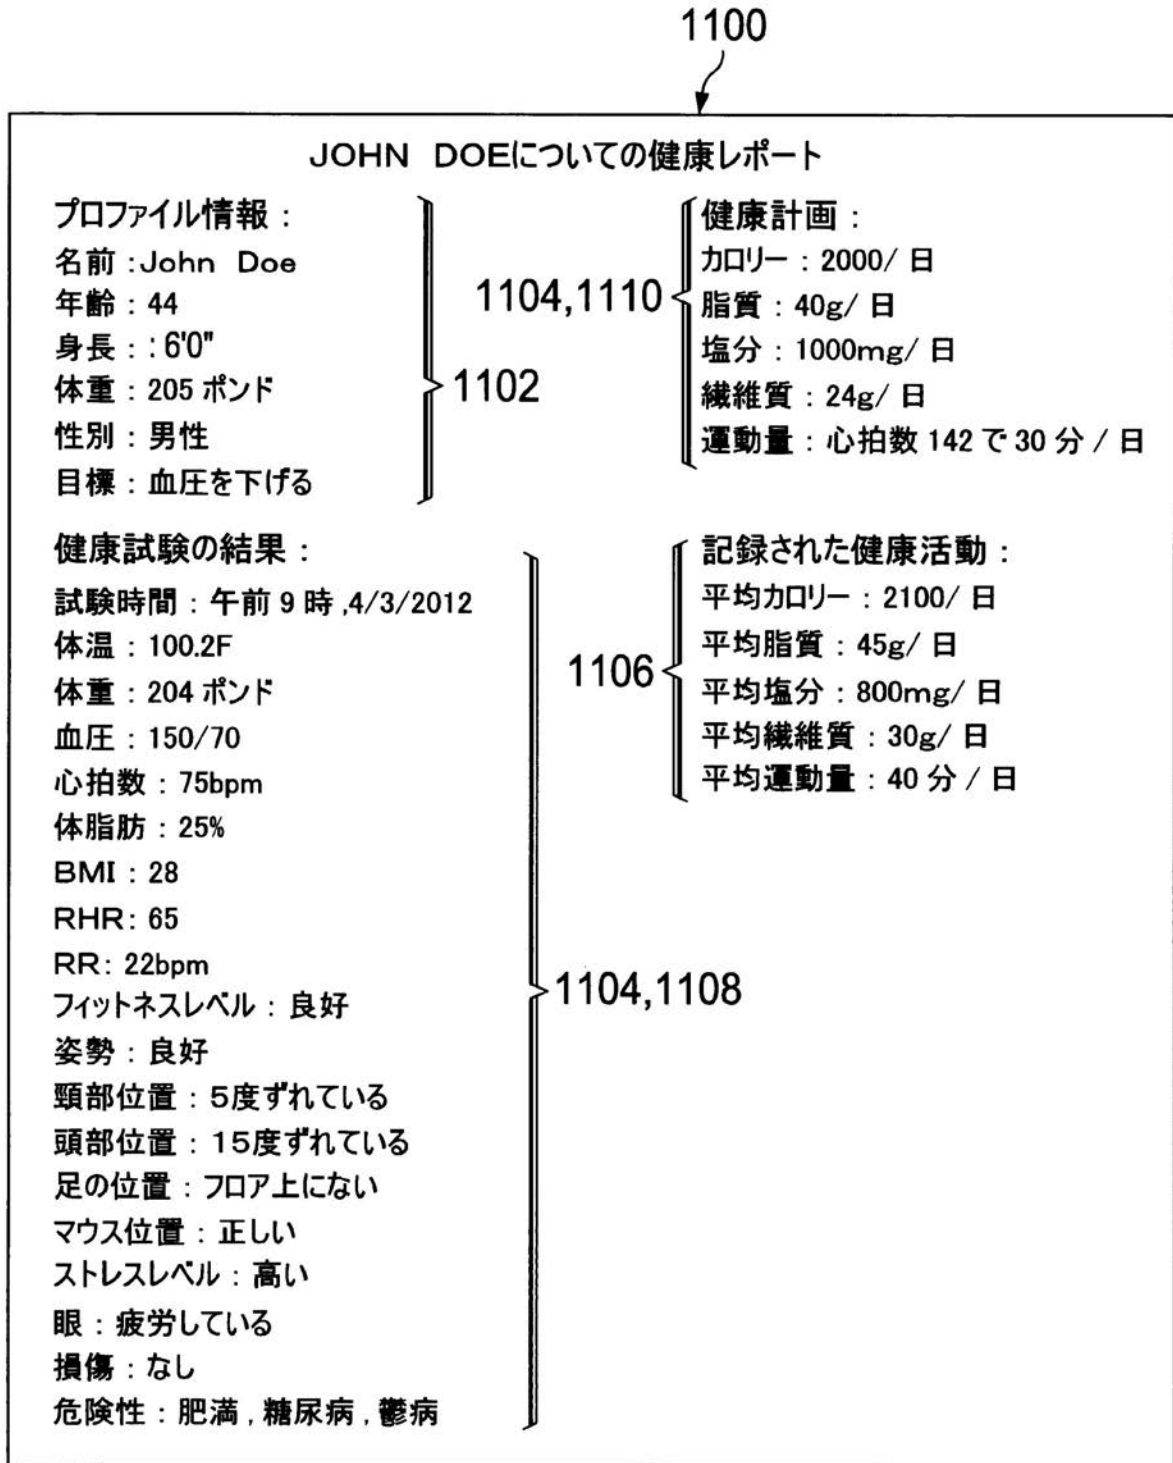 1100
JOHN DOEについての健康レポート
プロファイル情報：
名前：John Doe
年齢：44
身長：：6'0"
体重：205 ポンド
性別：男性
目標：血圧を下げる
1102
1104,1110
健康計画：
カロリー：2000/ 日
脂質：40g/ 日
塩分：1000mg/ 日
繊維質：24g/ 日
運動量：心拍数 142 で 30 分 / 日
健康試験の結果：
試験時間：午前 9 時 ,4/3/2012
体温：100.2F
体重：204 ポンド
血圧：150/70
心拍数：75bpm
体脂肪：25%
BMI：28
RHR：65
RR：22bpm
フィットネスレベル：良好
姿勢：良好
頸部位置：5度ずれている
頭部位置：15度ずれている
足の位置：フロア上にない
マウス位置：正しい
ストレスレベル：高い
眼：疲労している
損傷：なし
危険性：肥満 , 糖尿病 , 鬱病
1104,1108
1106
記録された健康活動：
平均カロリー：2100/ 日
平均脂質：45g/ 日
平均塩分：800mg/ 日
平均繊維質：30g/ 日
平均運動量：40 分 / 日